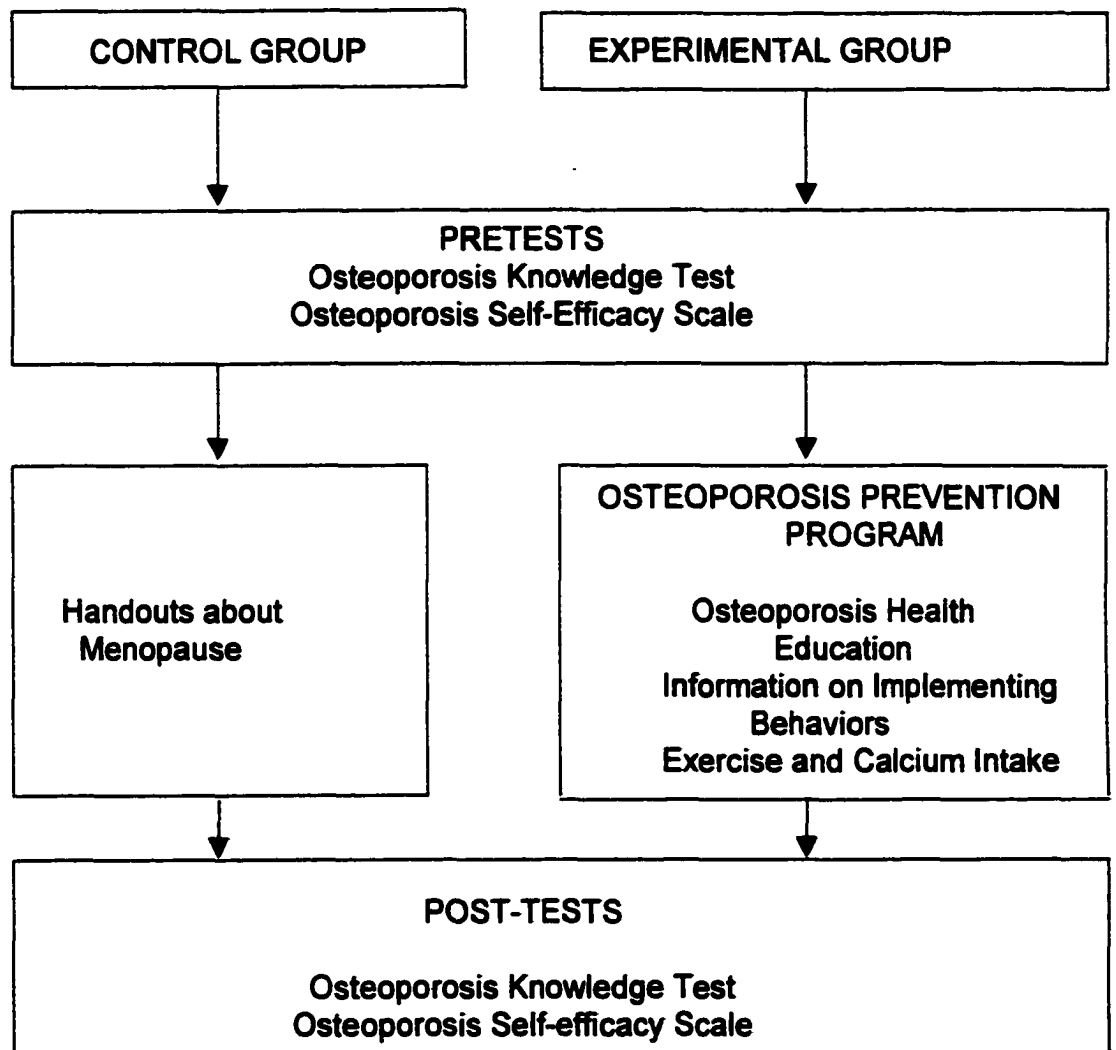 CONTROL GROUP
EXPERIMENTAL GROUP
PRETESTS
Osteoporosis Knowledge Test
Osteoporosis Self-Efficacy Scale
Handouts about
Menopause
OSTEOPOROSIS PREVENTION
PROGRAM
Osteoporosis Health
Education
Information on Implementing
Behaviors
Exercise and Calcium Intake
POST-TESTS
Osteoporosis Knowledge Test
Osteoporosis Self-efficacy Scale